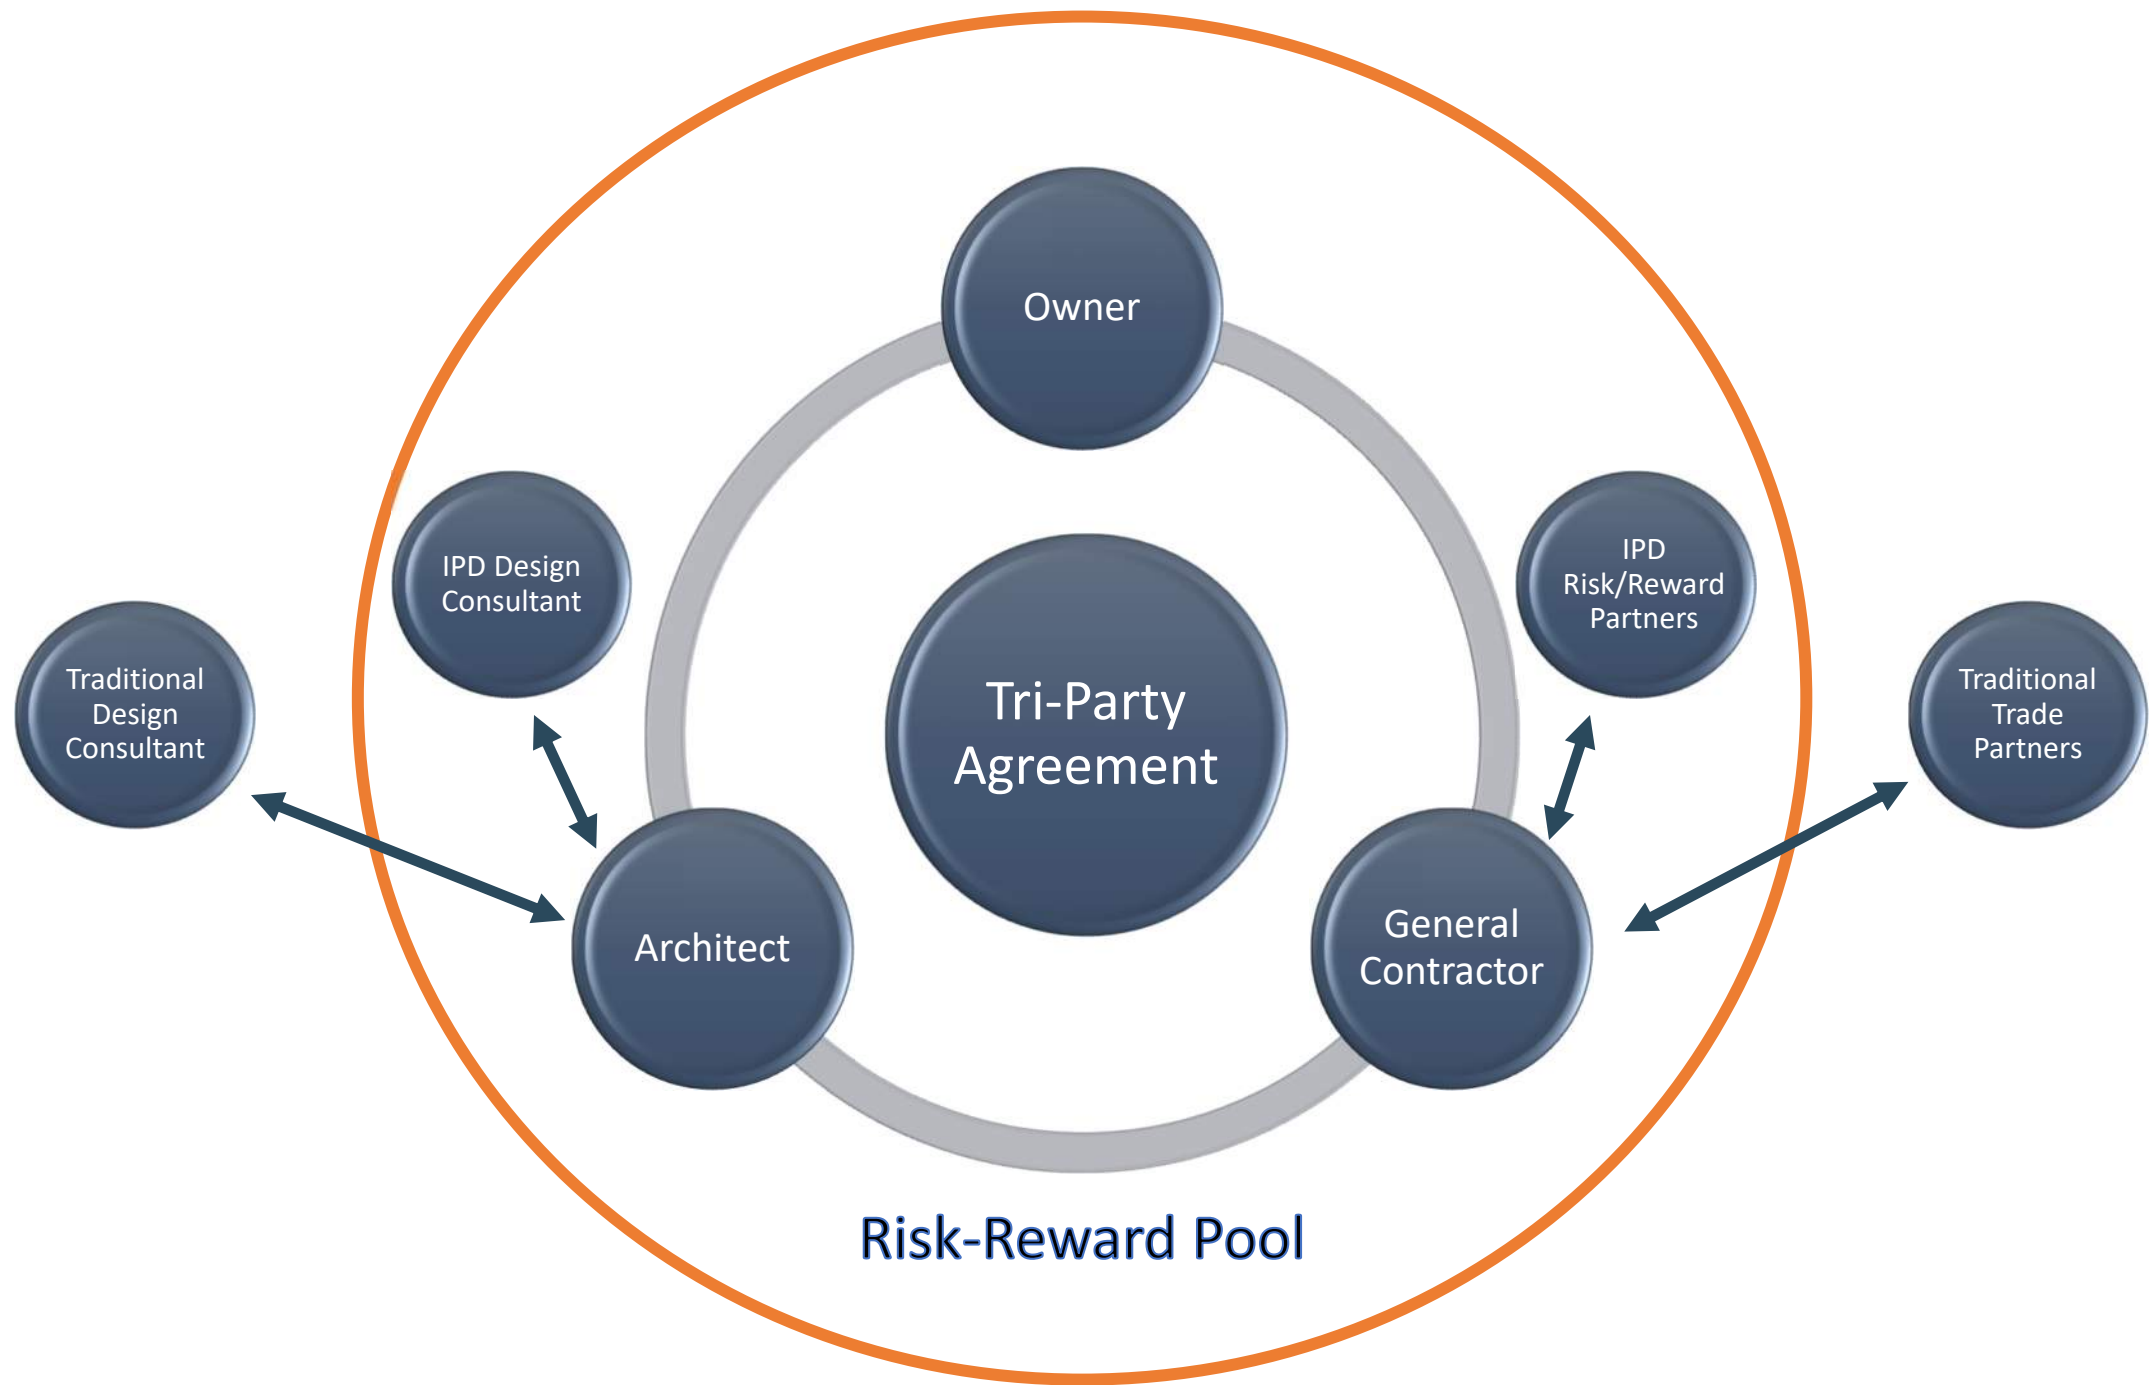 Owner
IPD Design
Consultant
IPD
Risk/Reward
Partners
Traditional
Design
Consultant
Tri-Party
Agreement
Traditional
Trade
Partners
Architect
General
Contractor
Risk-Reward Pool